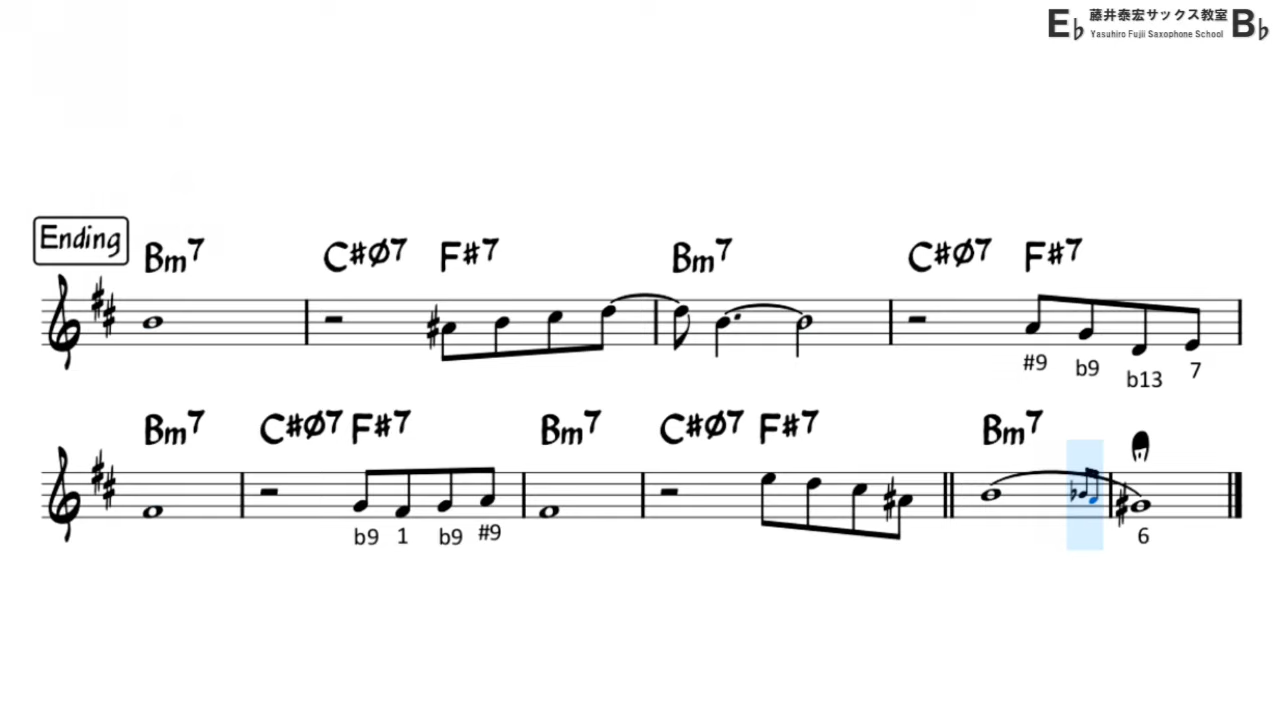 E♭ 藤井泰宏サックス教室 B♭
Yasuhiro Fujii Saxophone School
Ending
Bm7 C#Ø7 F#7 Bm7 C#Ø7 F#7
#9 b9 b13 7
Bm7 C#Ø7 F#7 Bm7 C#Ø7 F#7 Bm7
b9 1 b9 #9 6